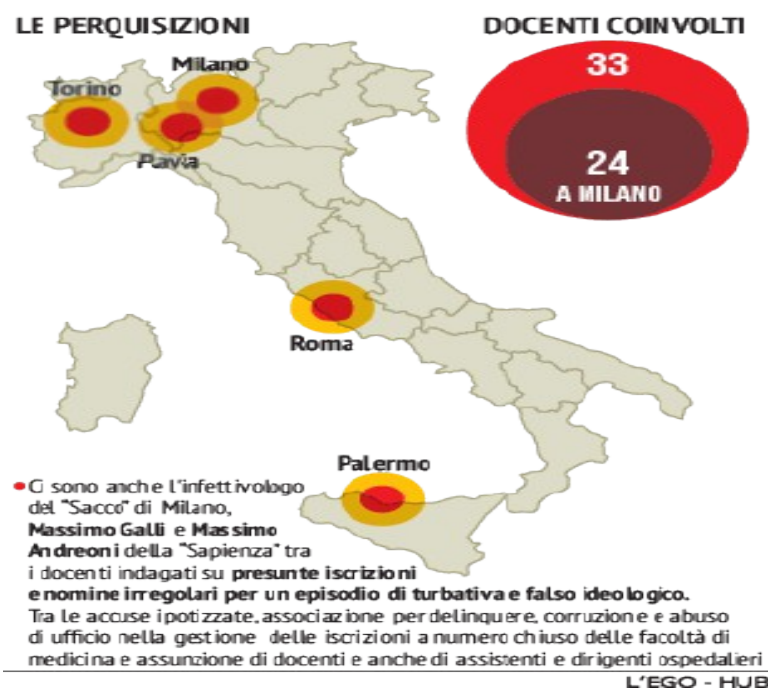 LE PERQUISIZIONI
DOCENTI COINVOLTI
33
24
A MILANO
Milano
Torino
Pavia
Roma
Palermo
Ci sono anche l'infettivologo
del "Sacco" di Milano,
Massimo Galli e Massimo
Andreoni della "Sapienza" tra
i docenti indagati su presunte iscrizioni
e nomine irregolari per un episodio di turbativa e falso ideologico.
Tra le accuse ipotizzate, associazione per delinquere, corruzione e abuso
di ufficio nella gestione delle iscrizioni a numero chiuso delle facoltà di
medicina e assunzione di docenti e anche di assistenti e dirigenti ospedalieri
L'EGO - HUB